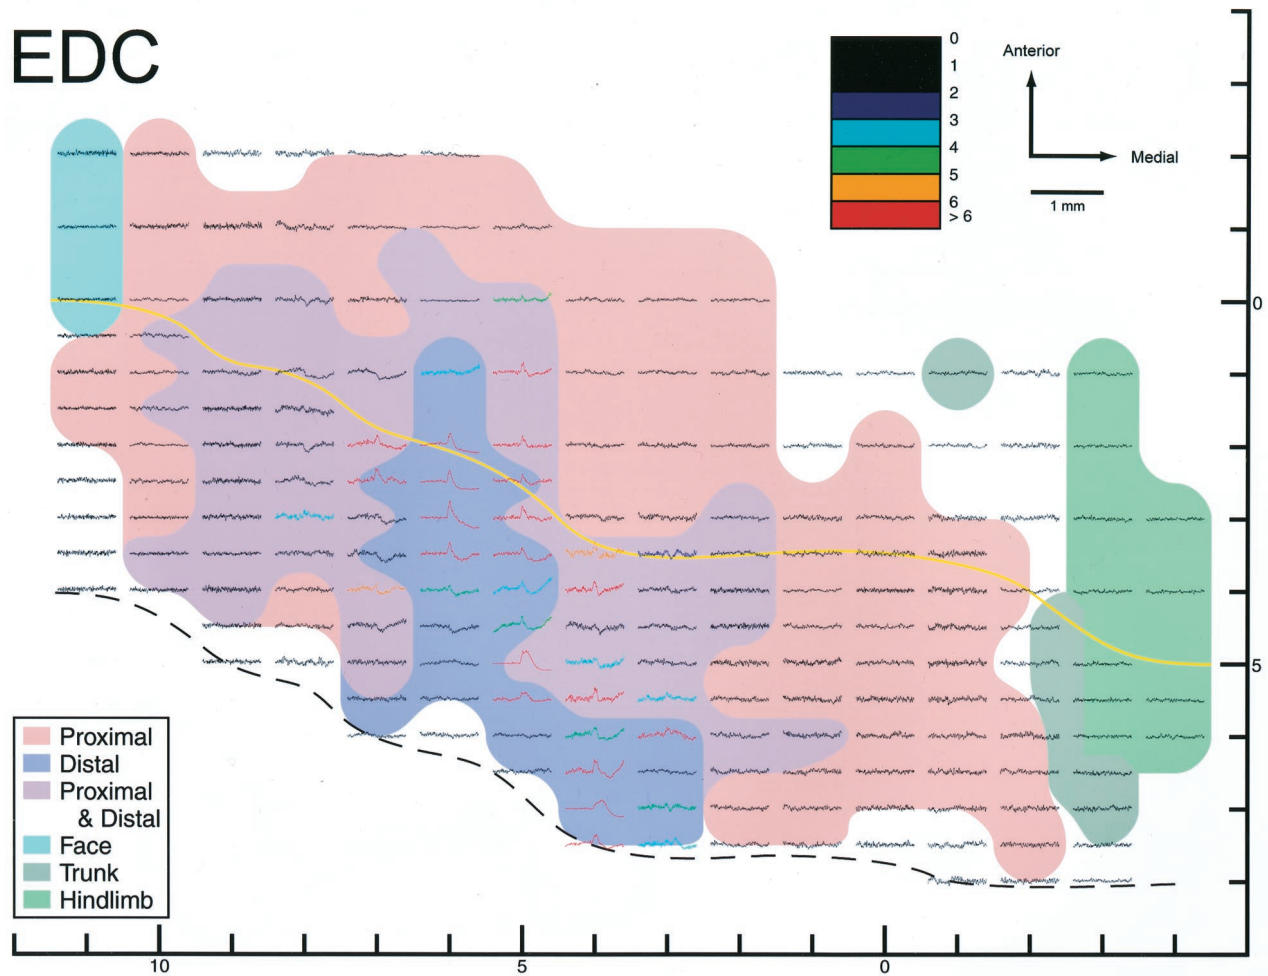 EDC
0
1
2
3
4
5
6
> 6
Anterior
Medial
1 mm
0
5
Proximal
Distal
Proximal
& Distal
Face
Trunk
Hindlimb
10
5
0